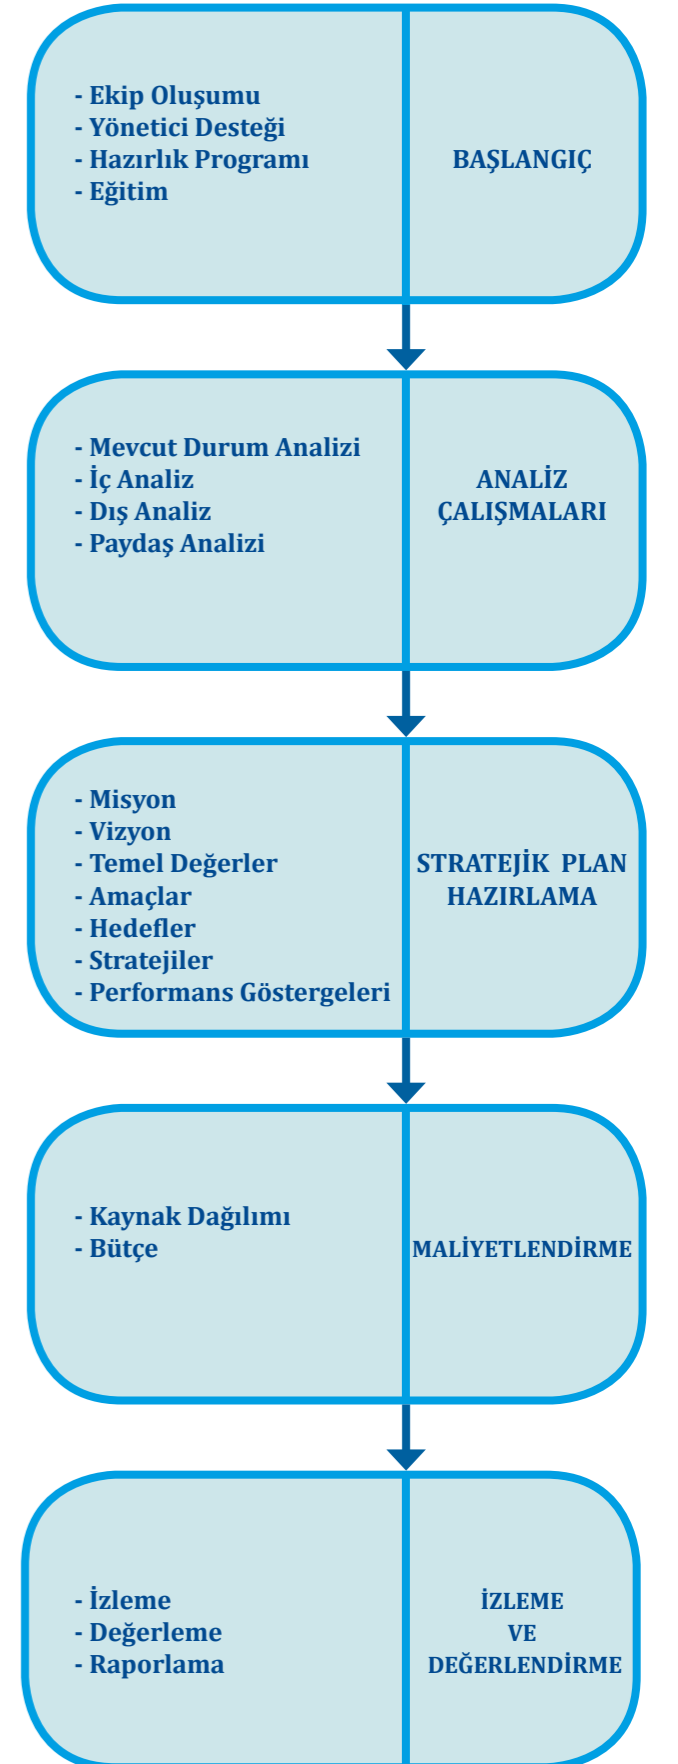 - Ekip Oluşumu
- Yönetici Desteği
- Hazırlık Programı
- Eğitim
BAŞLANGIÇ
- Mevcut Durum Analizi
- İç Analiz
- Dış Analiz
- Paydaş Analizi
ANALİZ
ÇALIŞMALARI
- Misyon
- Vizyon
- Temel Değerler
- Amaçlar
- Hedefler
- Stratejiler
- Performans Göstergeleri
STRATEJİK PLAN
HAZIRLAMA
- Kaynak Dağılımı
- Bütçe
MALİYETLENDİRME
- İzleme
- Değerleme
- Raporlama
İZLEME
VE
DEĞERLENDİRME